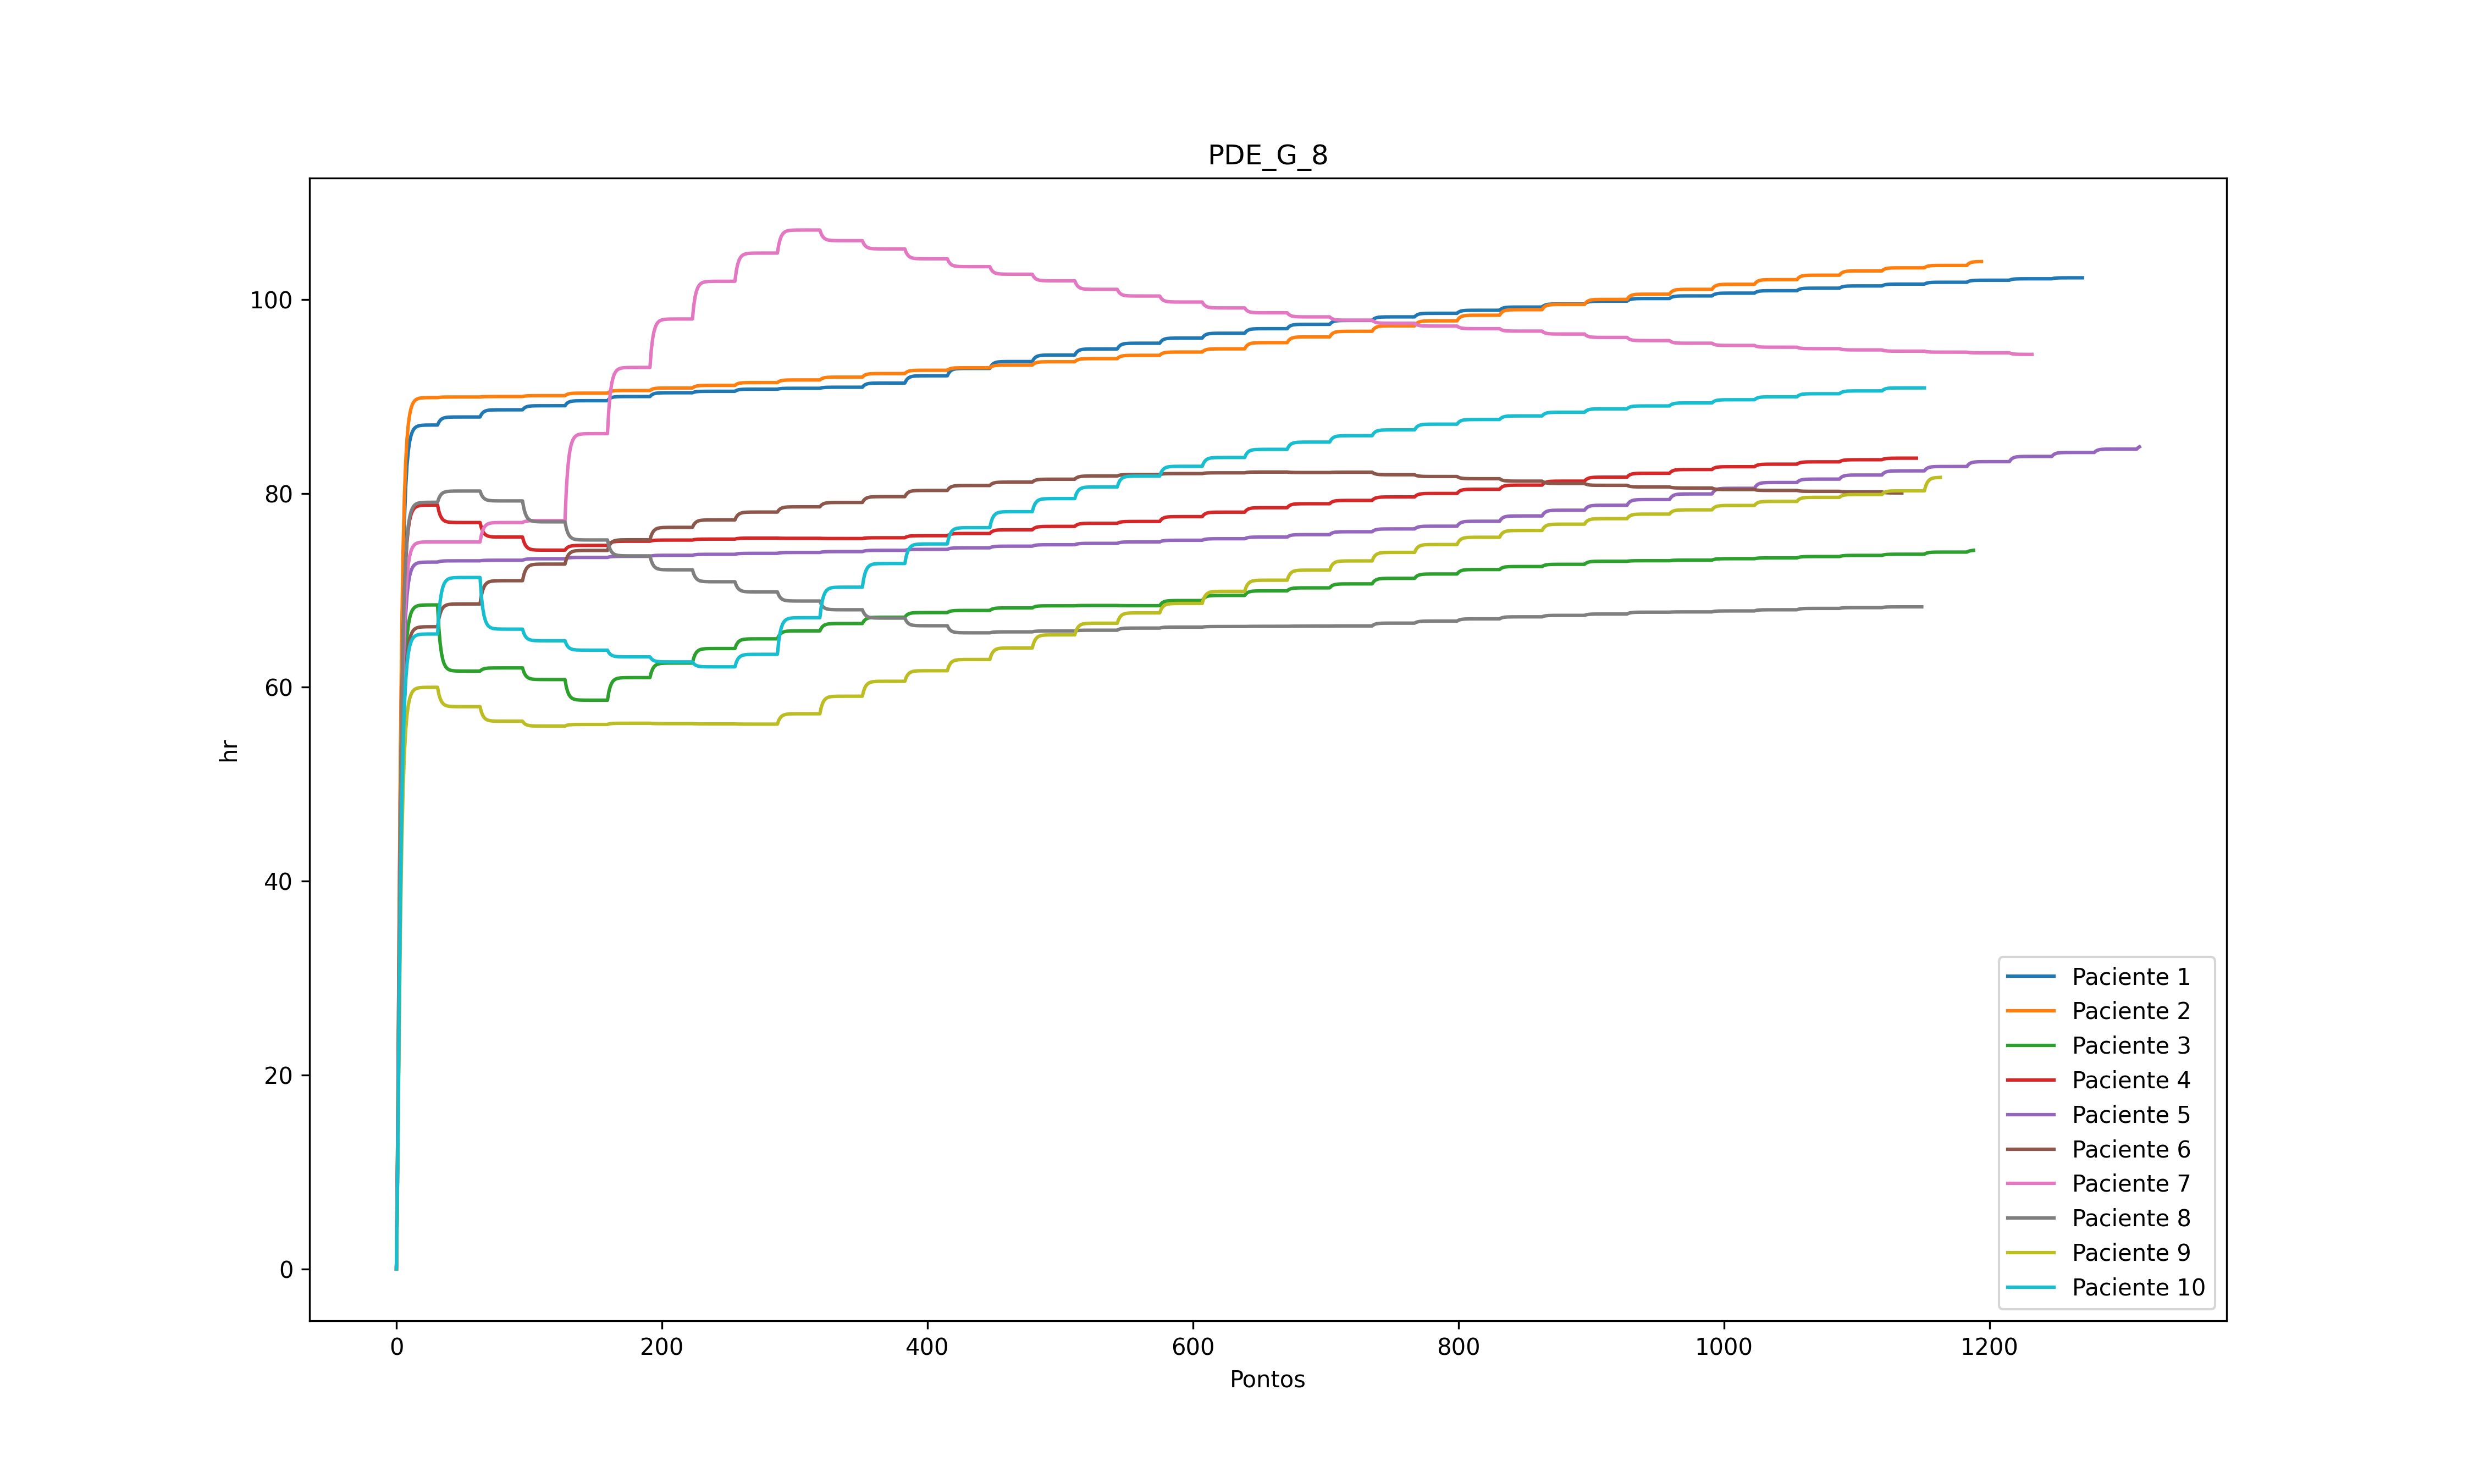 PDE_G_8
hr
100
80
60
40
20
0
0 200 400 600 800 1000 1200
Pontos
Paciente 1
Paciente 2
Paciente 3
Paciente 4
Paciente 5
Paciente 6
Paciente 7
Paciente 8
Paciente 9
Paciente 10